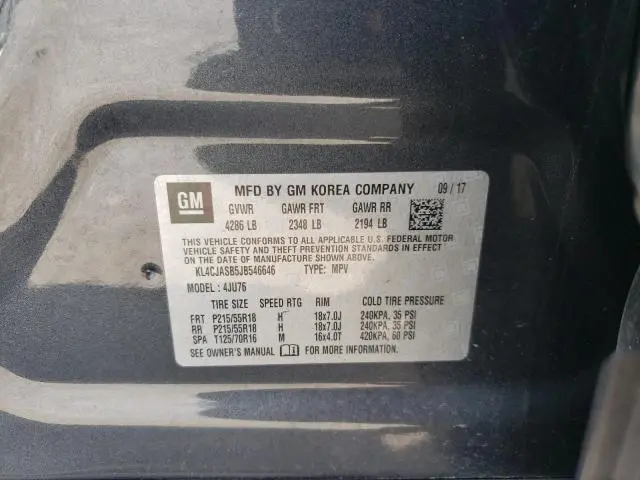 GM
MFD BY GM KOREA COMPANY 09/17
GVWR GAWR FRT GAWR RR
4286 LB 2348 LB 2194 LB
THIS VEHICLE CONFORMS TO ALL APPLICABLE U.S. FEDERAL MOTOR
VEHICLE SAFETY AND THEFT PREVENTION STANDARDS IN EFFECT ON
THE DATE OF MANUFACTURE SHOWN ABOVE.
KL4CJASB5JB546646 TYPE: MPV
MODEL: 4JU76
TIRE SIZE SPEED RTG RIM COLD TIRE PRESSURE
FRT P215/55R18 H 18x7.0J 240KPA, 35 PSI
RR P215/55R18 H 18x7.0J 240KPA, 35 PSI
SPA T125/70R16 M 16x4.0T 420KPA, 60 PSI
SEE OWNER'S MANUAL FOR MORE INFORMATION.